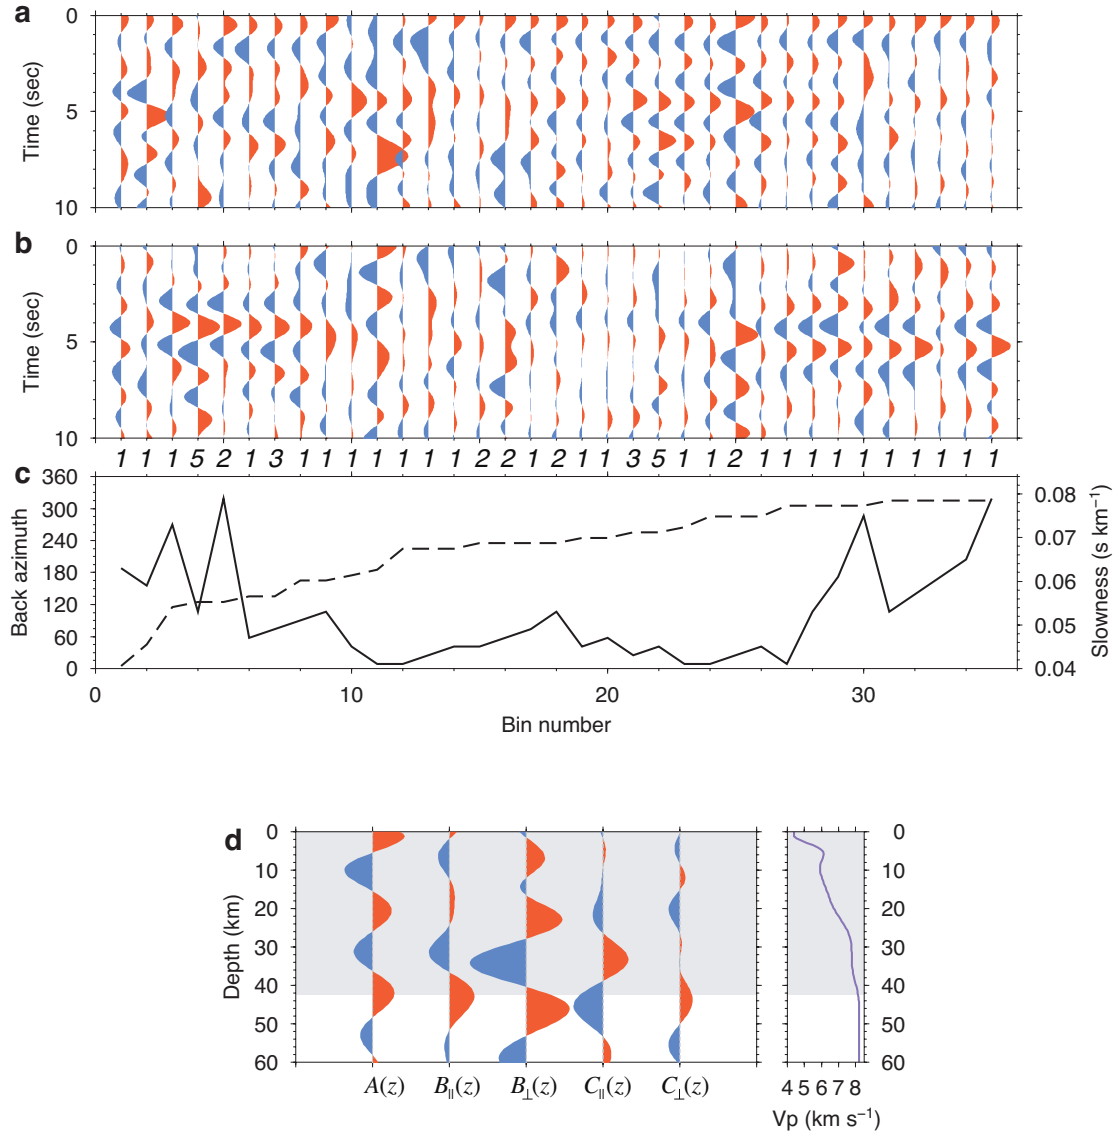 a
0
5
10
Time (sec)
b
0
5
10
Time (sec)
1 1 1 5 2 1 3 1 1 1 1 1 1 1 2 2 1 2 1 1 3 5 1 1 2 1 1 1 1 1 1 1 1 1 1
c
360
300
240
180
120
60
0
Back azimuth
0.08
0.07
0.06
0.05
0.04
Slowness (s km⁻¹)
0 10 20 30
Bin number
d
0
10
20
30
40
50
60
Depth (km)
A(z) B∥(z) B⊥(z) C∥(z) C⊥(z)
0
10
20
30
40
50
60
4 5 6 7 8
Vp (km s⁻¹)